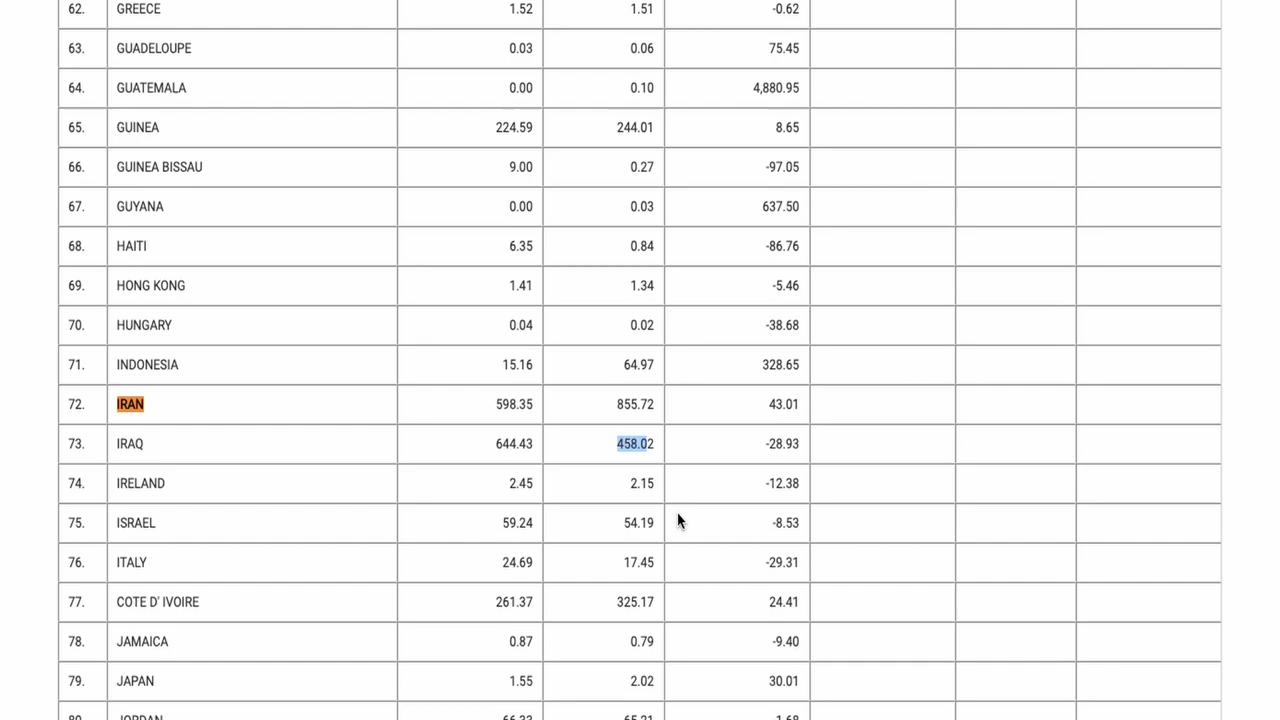 62. GREECE 1.52 1.51 -0.62
63. GUADELOUPE 0.03 0.06 75.45
64. GUATEMALA 0.00 0.10 4,880.95
65. GUINEA 224.59 244.01 8.65
66. GUINEA BISSAU 9.00 0.27 -97.05
67. GUYANA 0.00 0.03 637.50
68. HAITI 6.35 0.84 -86.76
69. HONG KONG 1.41 1.34 -5.46
70. HUNGARY 0.04 0.02 -38.68
71. INDONESIA 15.16 64.97 328.65
72. IRAN 598.35 855.72 43.01
73. IRAQ 644.43 458.02 -28.93
74. IRELAND 2.45 2.15 -12.38
75. ISRAEL 59.24 54.19 -8.53
76. ITALY 24.69 17.45 -29.31
77. COTE D' IVOIRE 261.37 325.17 24.41
78. JAMAICA 0.87 0.79 -9.40
79. JAPAN 1.55 2.02 30.01
80. JORDAN